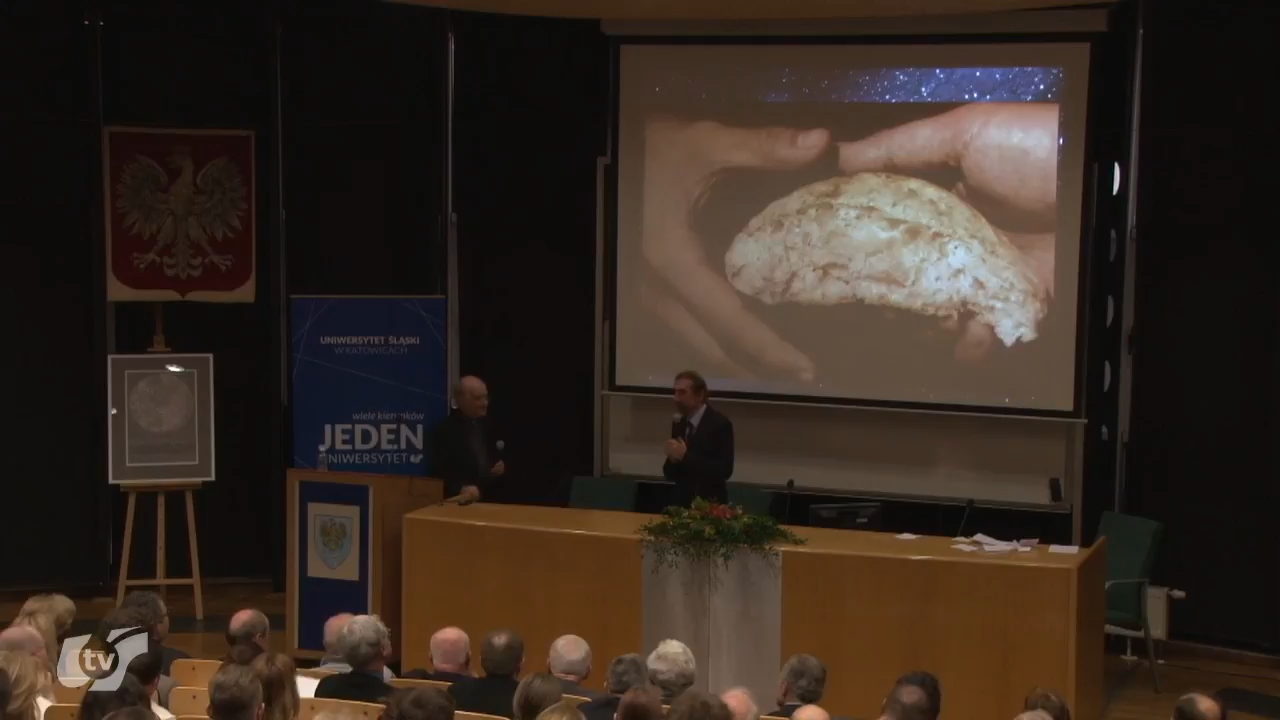 UNIWERSYTET ŚLĄSKI
W KATOWICACH
wiele kierunków
JEDEN
UNIWERSYTET
tv